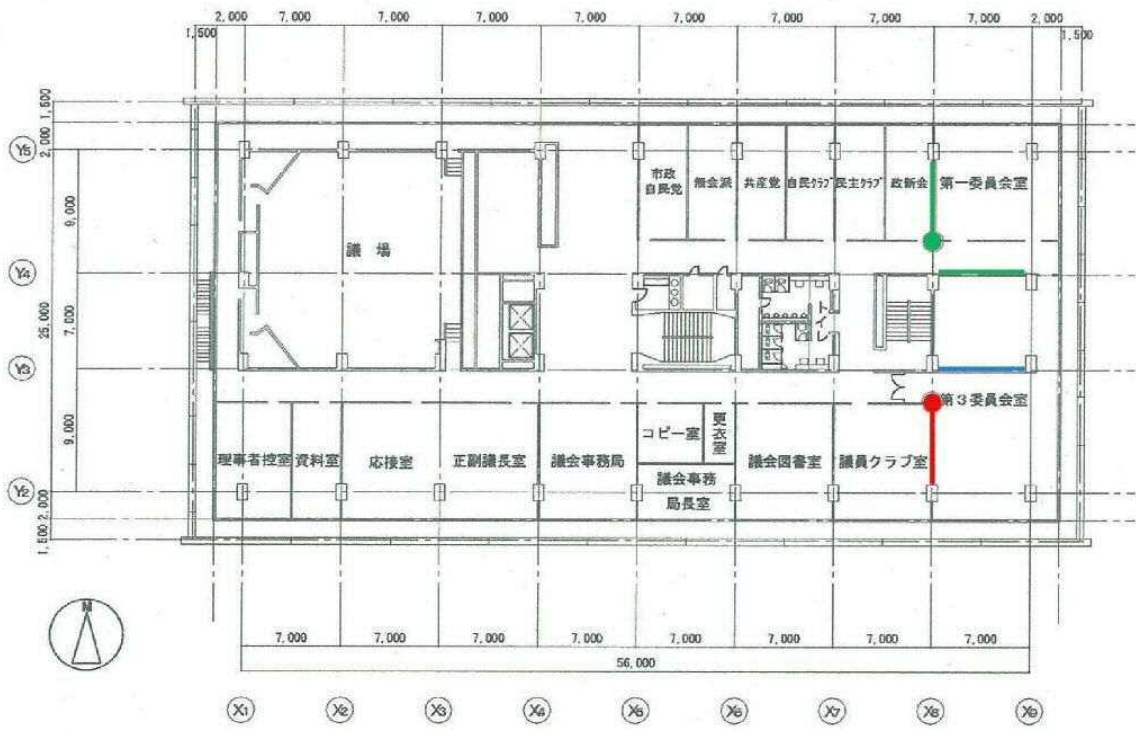 2,000 7,000 7,000 7,000 7,000 7,000 7,000 7,000 7,000 2,000
1,500 1,500
1,500
2,000
9,000
7,000
25,000
9,000
2,000
1,500
Y5
Y4
Y3
Y2
市政
自民党
無会派
共産党
自民クラブ
民主クラブ
政新会
第一委員会室
議場
トイレ
第3委員会室
理事者控室
資料室
応接室
正副議長室
議会事務局
コピー室
更衣室
議会事務
局長室
議会図書室
議員クラブ室
N
7,000 7,000 7,000 7,000 7,000 7,000 7,000 7,000
56,000
X1 X2 X3 X4 X5 X6 X7 X8 X9